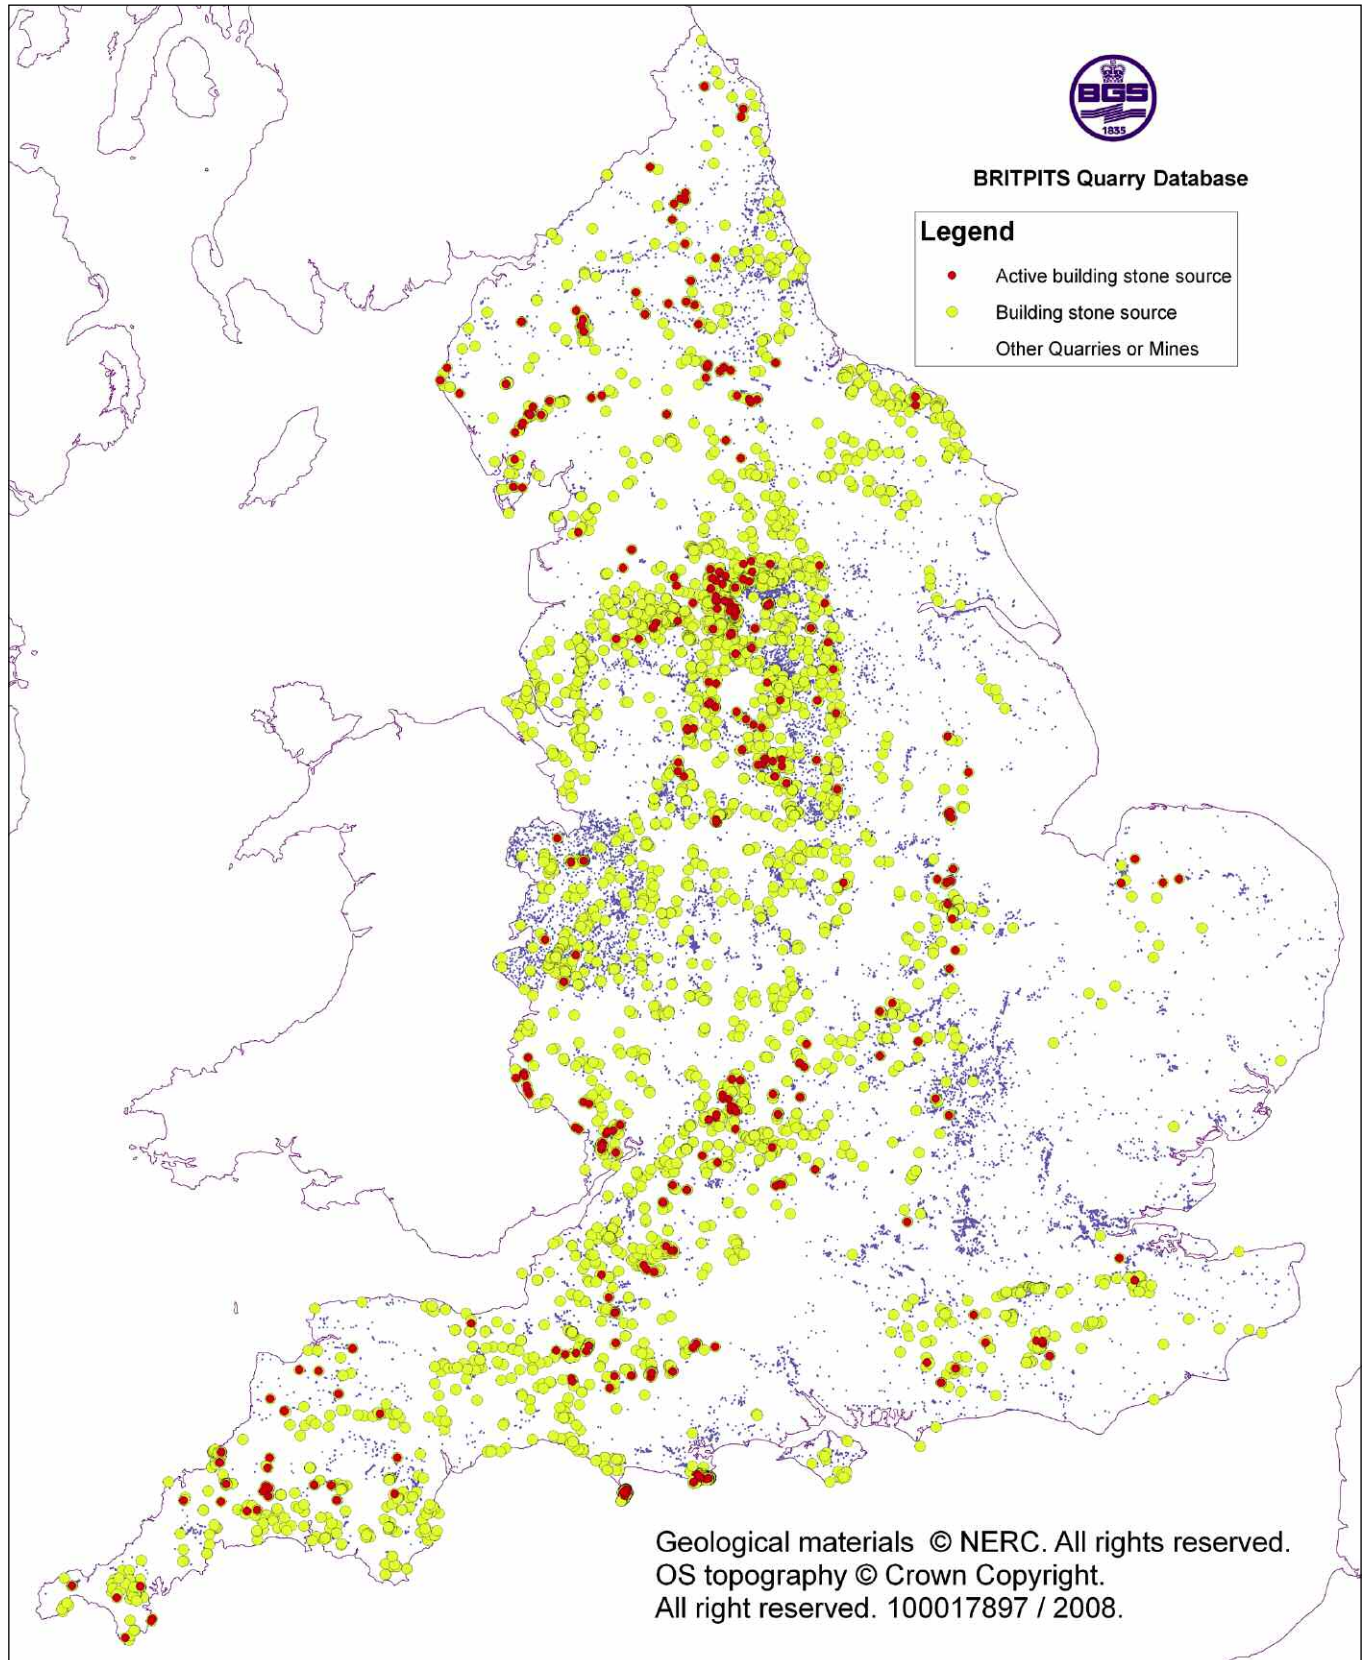 BGS
1835
BRITPITS Quarry Database
Legend
Active building stone source
Building stone source
Other Quarries or Mines
Geological materials © NERC. All rights reserved.
OS topography © Crown Copyright.
All right reserved. 100017897 / 2008.